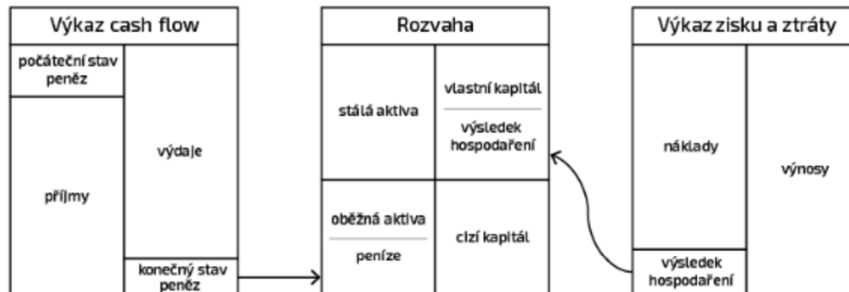 Výkaz cash flow
počáteční stav
peněz
příjmy
výdaje
konečný stav
peněz
Rozvaha
stálá aktiva
vlastní kapitál
výsledek
hospodaření
oběžná aktiva
peníze
cizí kapitál
Výkaz zisku a ztráty
náklady
výnosy
výsledek
hospodaření